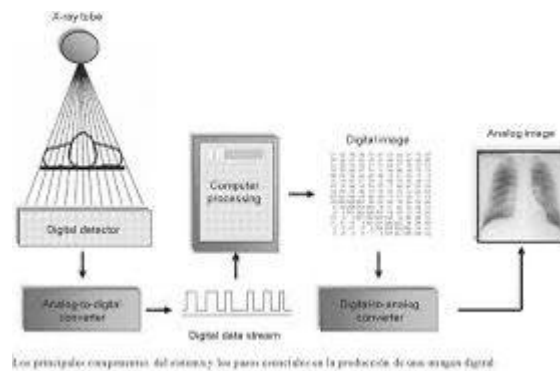 X-ray tube
Analog image
Digital image
Computer
processing
Digital detector
Analog-to-digital
converter
Digital data stream
Digital-to-analog
converter
Los principales componentes del sistema y los pasos esenciales en la producción de una imagen digital